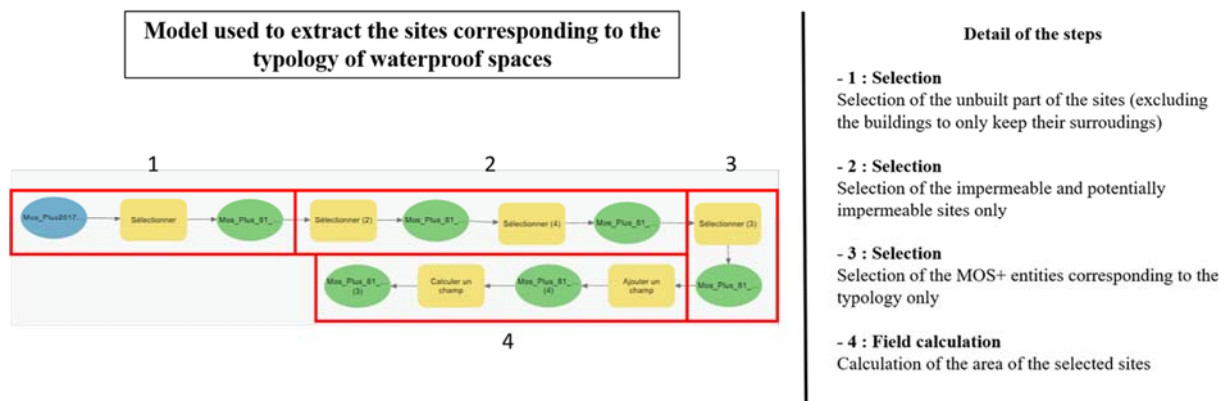 Model used to extract the sites corresponding to the
typology of waterproof spaces
1
2
3
Mos_Plus2017...
Sélectionner
Mos_Plus_81_...
Sélectionner (2)
Mos_Plus_81_...
Sélectionner (4)
Mos_Plus_81_...
Sélectionner (3)
Mos_Plus_81_...
(3)
Calculer un
champ
Mos_Plus_81_...
(4)
Ajouter un
champ
Mos_Plus_81_...
4
Detail of the steps
- 1 : Selection
Selection of the unbuilt part of the sites (excluding
the buildings to only keep their surroudings)
- 2 : Selection
Selection of the impermeable and potentially
impermeable sites only
- 3 : Selection
Selection of the MOS+ entities corresponding to the
typology only
- 4 : Field calculation
Calculation of the area of the selected sites